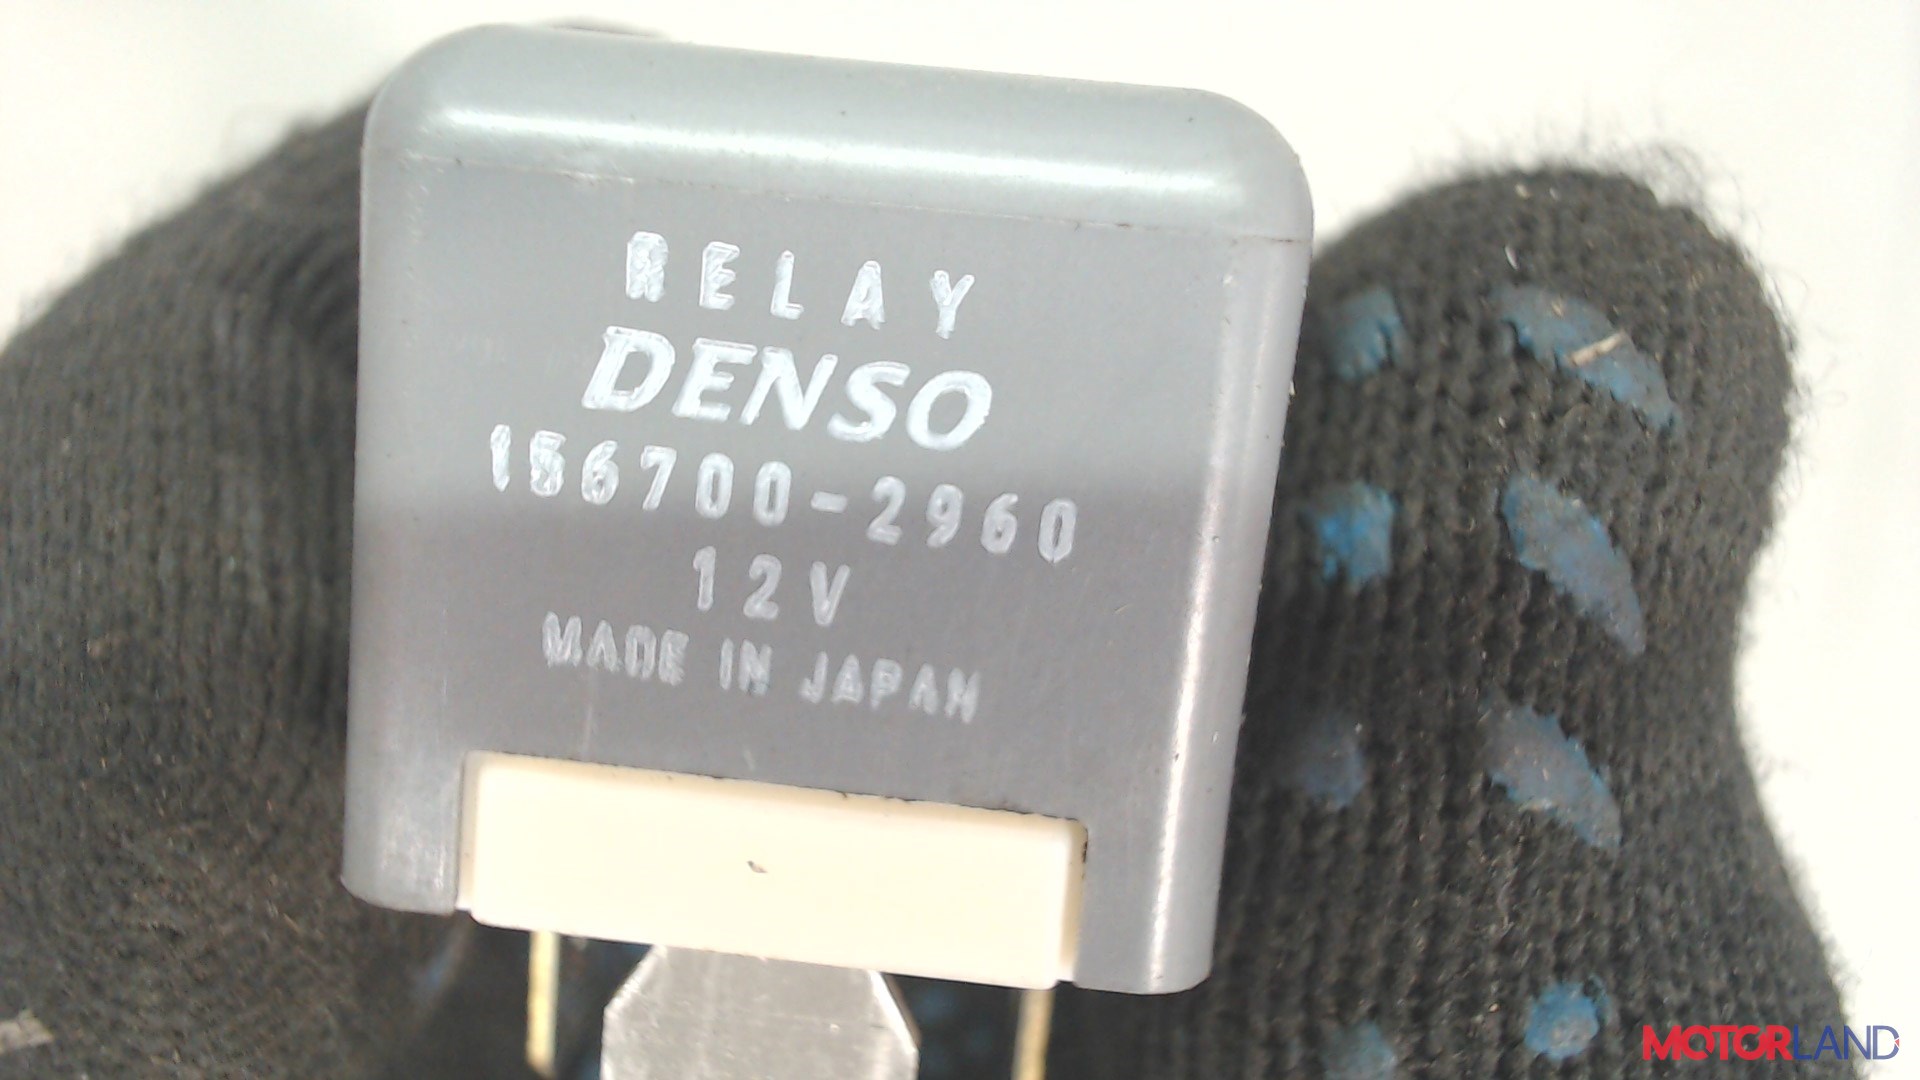 RELAY
DENSO
156700-2960
12V
MADE IN JAPAN
MOTORLAND